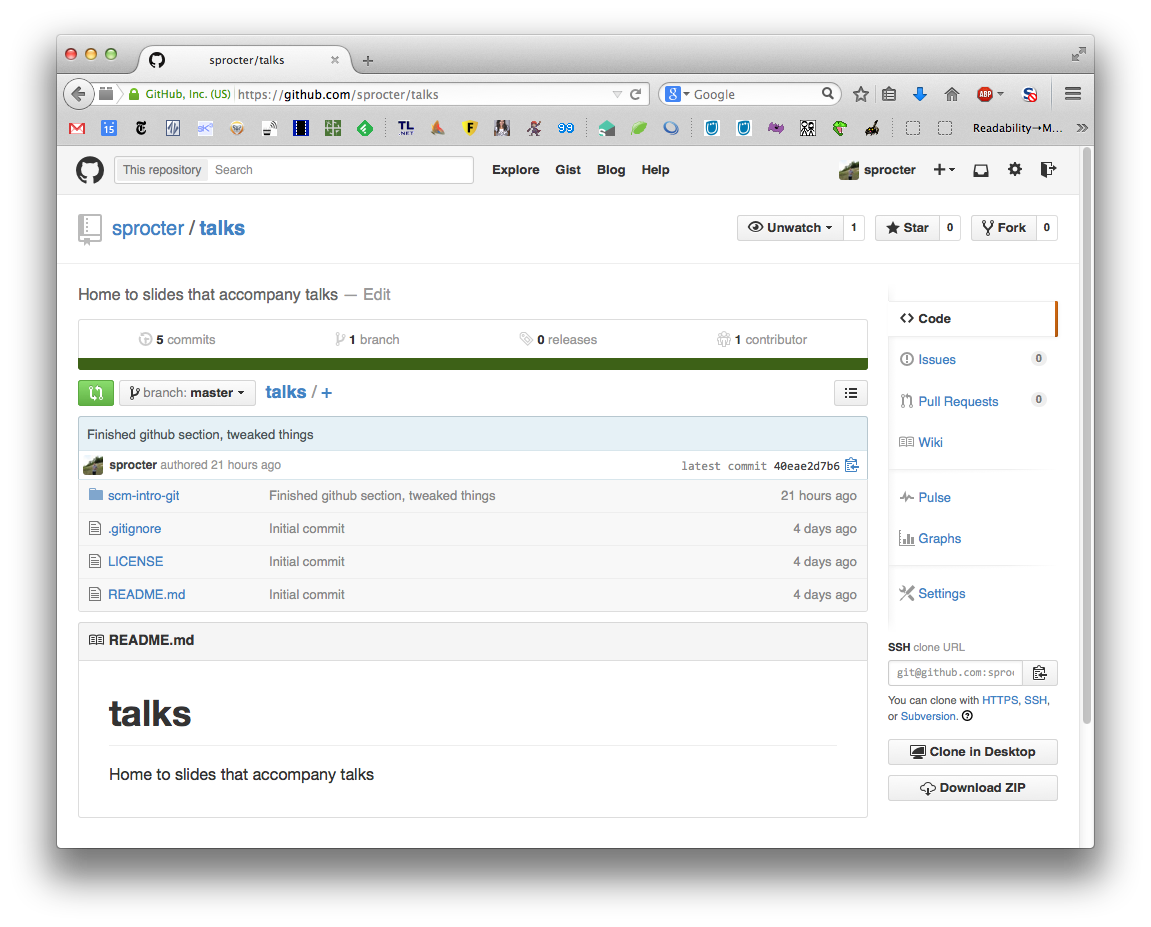 sprocter/talks
GitHub, Inc. (US) https://github.com/sprocter/talks Google ABP
15 TL .NET F 99 Readability→M... »
This repository Search Explore Gist Blog Help sprocter
sprocter / talks Unwatch 1 Star 0 Fork 0
Home to slides that accompany talks — Edit
5 commits 1 branch 0 releases 1 contributor
branch: master talks / +
Finished github section, tweaked things
sprocter authored 21 hours ago latest commit 40eae2d7b6
scm-intro-git Finished github section, tweaked things 21 hours ago
.gitignore Initial commit 4 days ago
LICENSE Initial commit 4 days ago
README.md Initial commit 4 days ago
README.md
talks
Home to slides that accompany talks
Code
Issues 0
Pull Requests 0
Wiki
Pulse
Graphs
Settings
SSH clone URL
git@github.com:sproc
You can clone with HTTPS, SSH,
or Subversion.
Clone in Desktop
Download ZIP